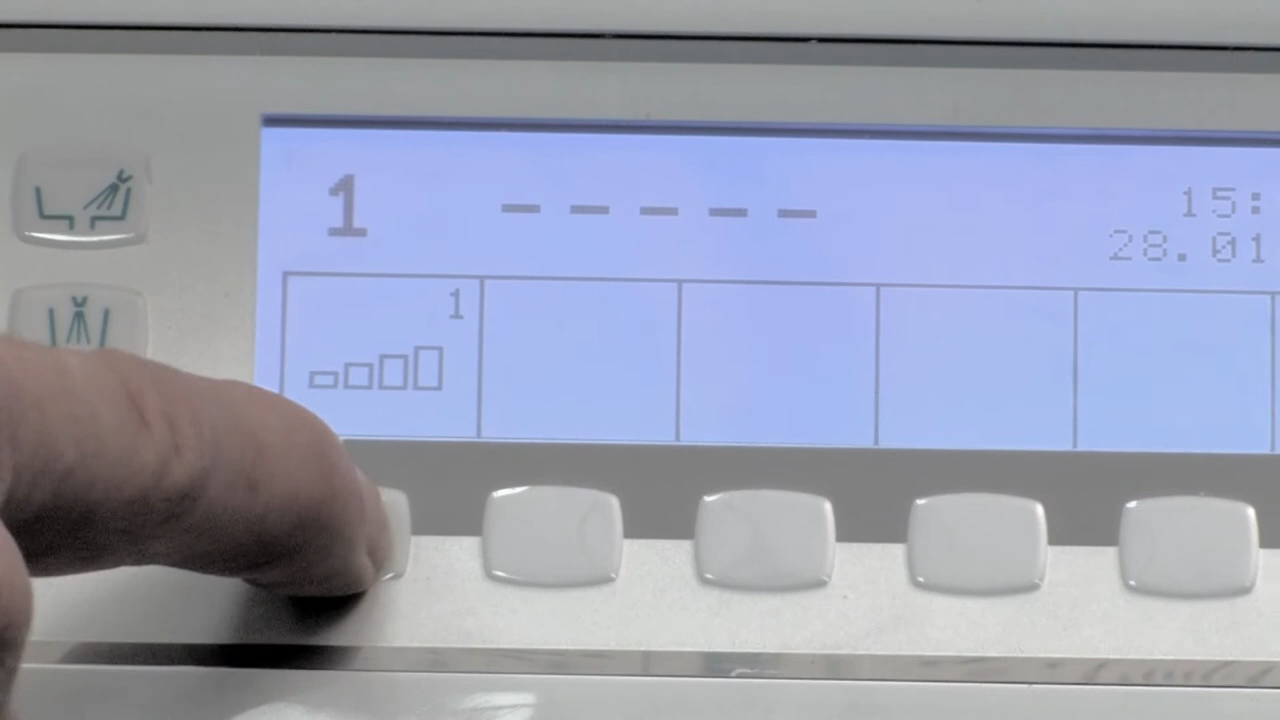 1 ----- 15:
28.01
1